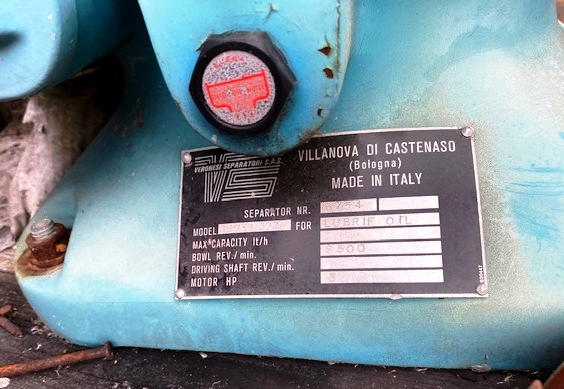 VERONESI SEPARATORI S.A.S.
VS
VILLANOVA DI CASTENASO
(Bologna)
MADE IN ITALY
SEPARATOR NR.
MODEL FOR LUBRIF OIL
MAX CAPACITY lt/h
BOWL REV./min.
DRIVING SHAFT REV./min.
MOTOR HP